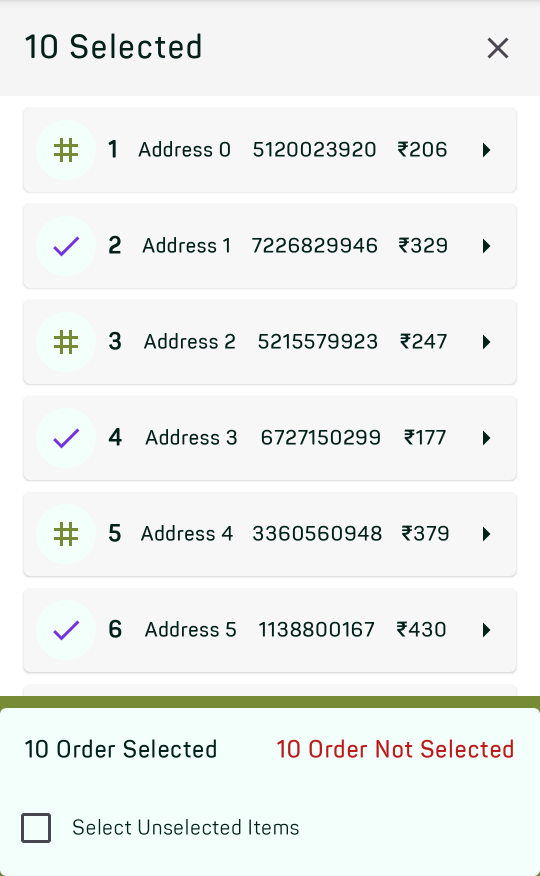 10 Selected
# 1 Address 0 5120023920 ₹206
2 Address 1 7226829946 ₹329
# 3 Address 2 5215579923 ₹247
4 Address 3 6727150299 ₹177
# 5 Address 4 3360560948 ₹379
6 Address 5 1138800167 ₹430
10 Order Selected 10 Order Not Selected
Select Unselected Items